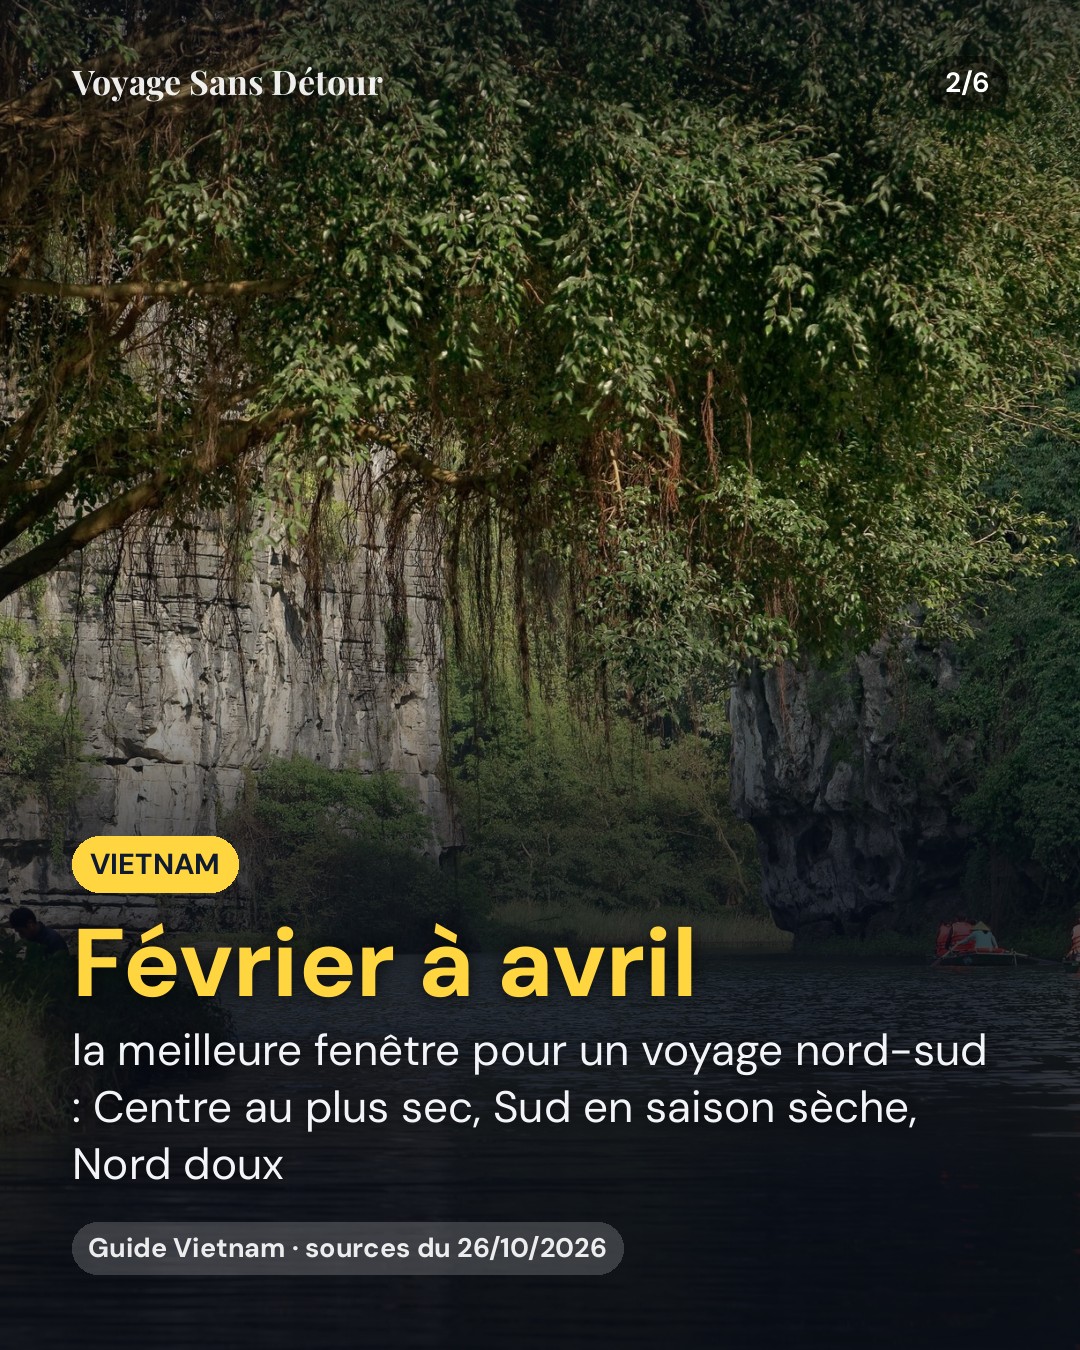 Voyage Sans Détour
2/6
VIETNAM
Février à avril
la meilleure fenêtre pour un voyage nord-sud
: Centre au plus sec, Sud en saison sèche,
Nord doux
Guide Vietnam · sources du 26/10/2026